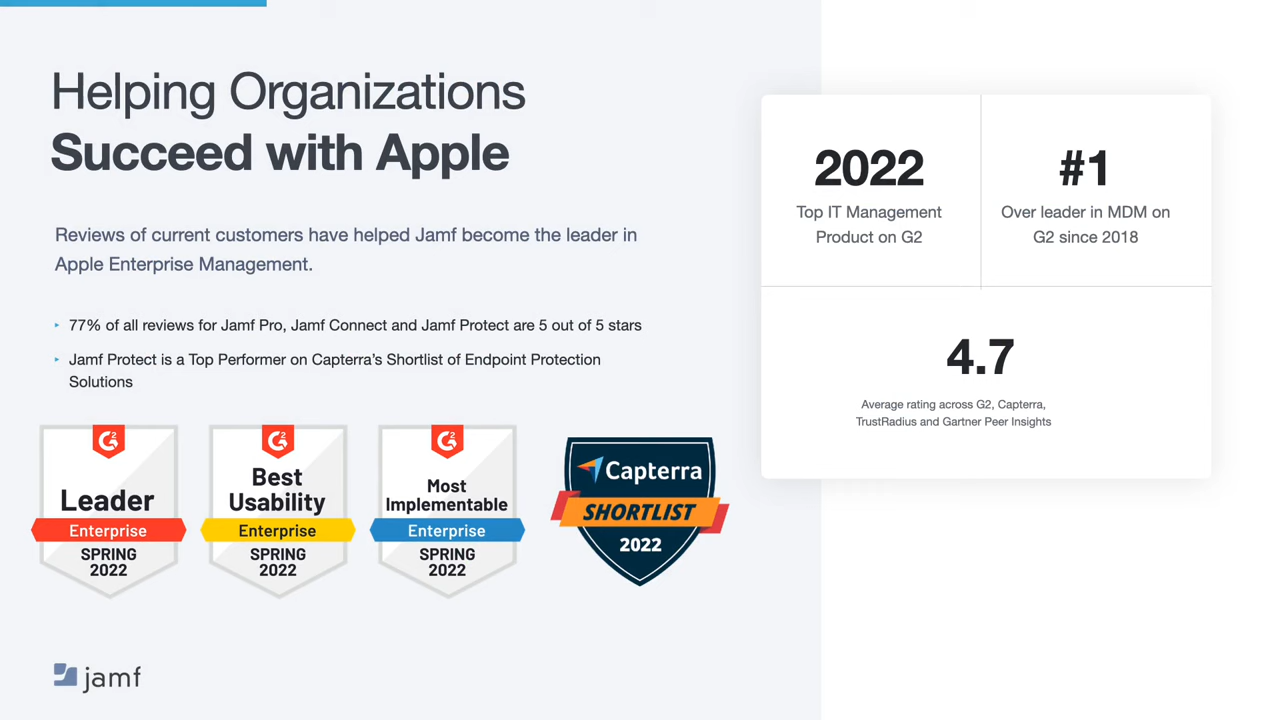 Helping Organizations
Succeed with Apple
Reviews of current customers have helped Jamf become the leader in
Apple Enterprise Management.
‣ 77% of all reviews for Jamf Pro, Jamf Connect and Jamf Protect are 5 out of 5 stars
‣ Jamf Protect is a Top Performer on Capterra’s Shortlist of Endpoint Protection
Solutions
G2
Leader
Enterprise
SPRING
2022
G2
Best
Usability
Enterprise
SPRING
2022
G2
Most
Implementable
Enterprise
SPRING
2022
Capterra
SHORTLIST
2022
jamf
2022
Top IT Management
Product on G2
#1
Over leader in MDM on
G2 since 2018
4.7
Average rating across G2, Capterra,
TrustRadius and Gartner Peer Insights